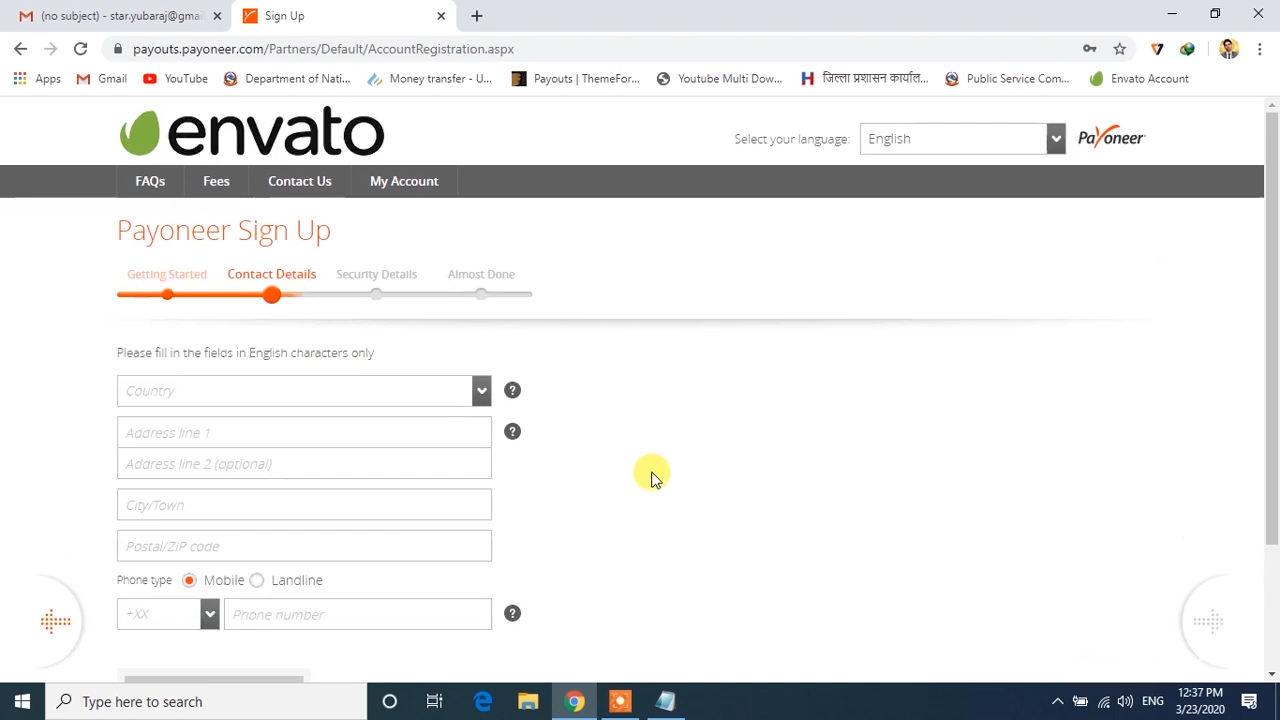 (no subject) - star.yubaraj@gmai
Sign Up
payouts.payoneer.com/Partners/Default/AccountRegistration.aspx
Apps
Gmail
YouTube
Department of Nati...
Money transfer - U...
Payouts | ThemeFor...
Youtube Multi Dow...
जिल्ला प्रशासन कार्याल...
Public Service Com...
Envato Account
envato
Select your language:
English
Payoneer
FAQs
Fees
Contact Us
My Account
Payoneer Sign Up
Getting Started
Contact Details
Security Details
Almost Done
Please fill in the fields in English characters only
Country
?
Address line 1
?
Address line 2 (optional)
City/Town
Postal/ZIP code
Phone type
Mobile
Landline
+XX
Phone number
?
Type here to search
ENG
12:37 PM
3/23/2020